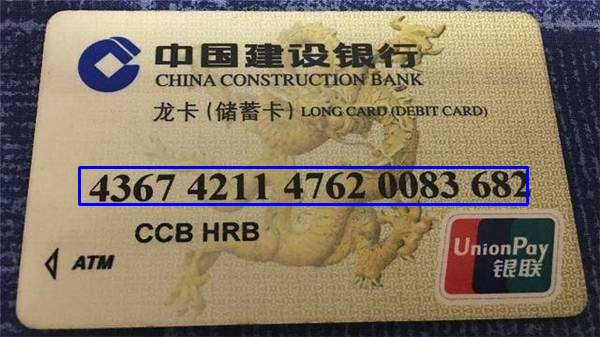 中国建设银行
CHINA CONSTRUCTION BANK
龙卡(储蓄卡) LONG CARD (DEBIT CARD)
4367 4211 4762 0083 682
CCB HRB
ATM
UnionPay
银联